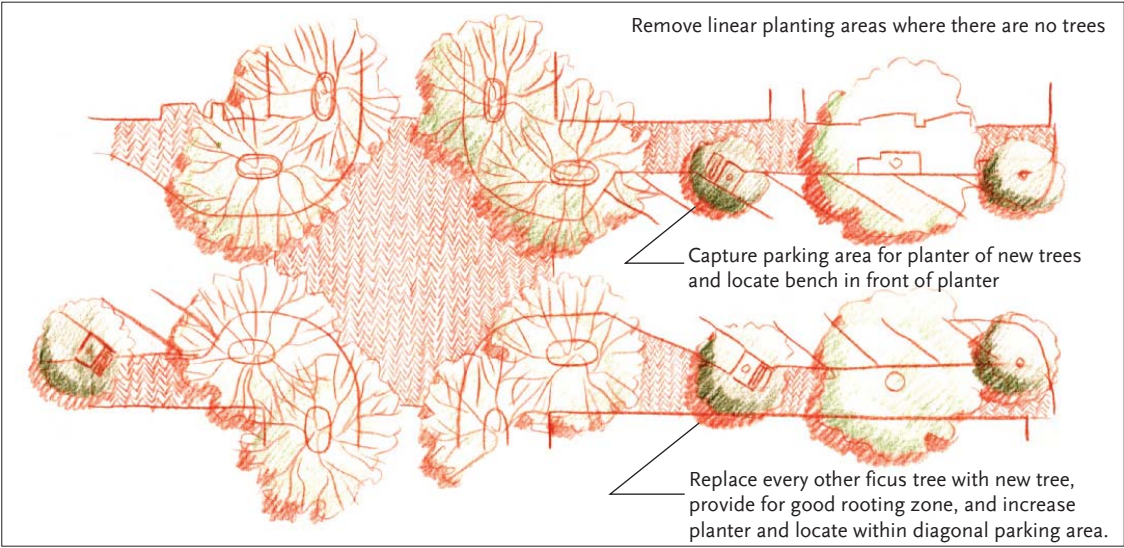 Remove linear planting areas where there are no trees
Capture parking area for planter of new trees
and locate bench in front of planter
Replace every other ficus tree with new tree,
provide for good rooting zone, and increase
planter and locate within diagonal parking area.